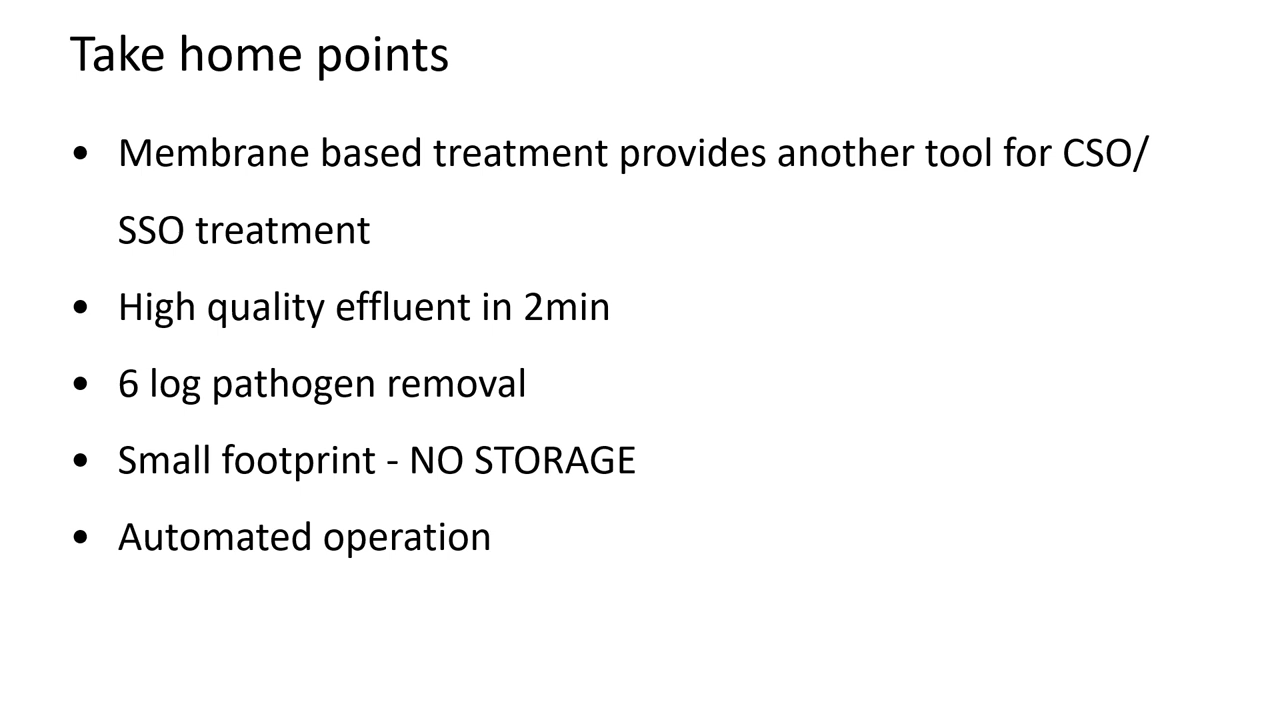 Take home points
• Membrane based treatment provides another tool for CSO/
SSO treatment
• High quality effluent in 2min
• 6 log pathogen removal
• Small footprint - NO STORAGE
• Automated operation